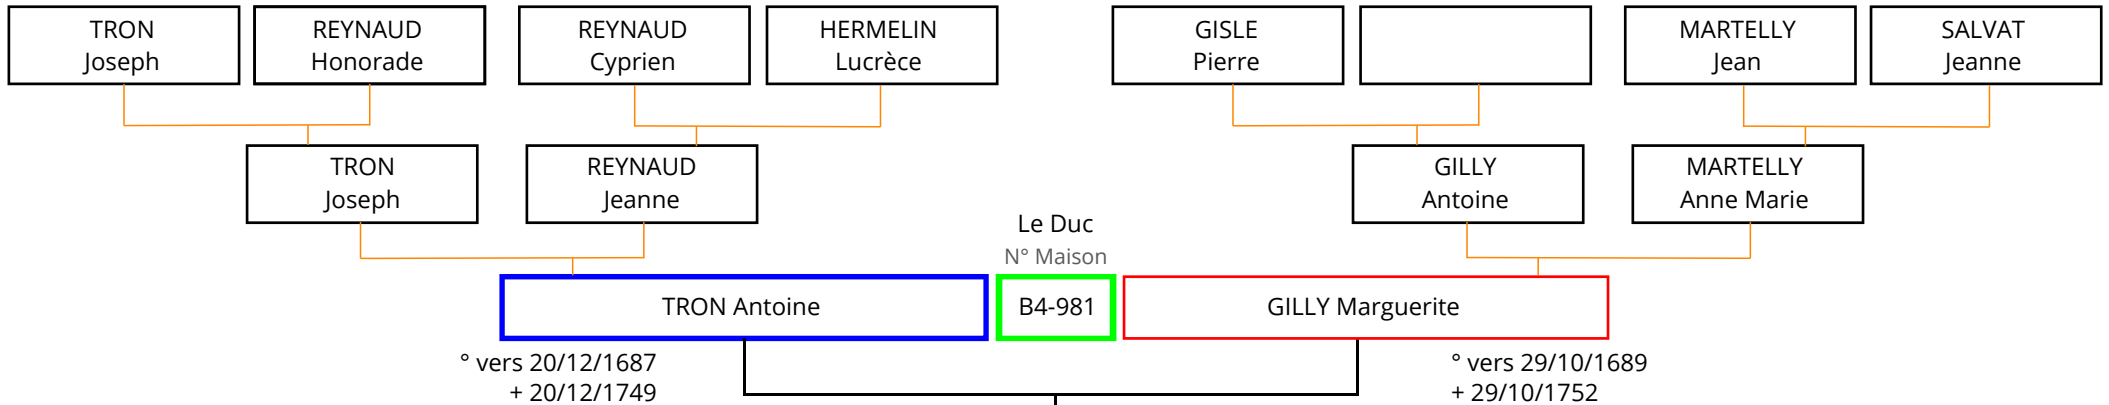 TRON
Joseph
REYNAUD
Honorade
REYNAUD
Cyprien
HERMELIN
Lucrèce
GISLE
Pierre
MARTELLY
Jean
SALVAT
Jeanne
TRON
Joseph
REYNAUD
Jeanne
GILLY
Antoine
MARTELLY
Anne Marie
Le Duc
N° Maison
TRON Antoine
B4-981
GILLY Marguerite
° vers 20/12/1687
+ 20/12/1749
° vers 29/10/1689
+ 29/10/1752